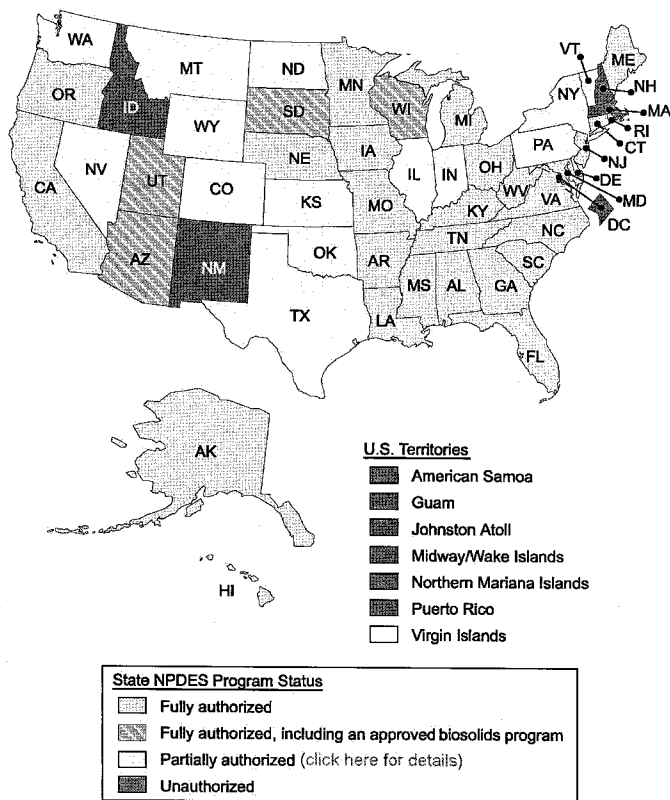 WA
MT
ND
MN
VT
ME
NH
MA
RI
CT
NJ
DE
MD
DC
NY
OR
ID
WY
SD
WI
MI
PA
NE
IA
NV
UT
CO
IL
IN
OH
WV
VA
CA
KS
MO
KY
NC
TN
AZ
NM
OK
AR
SC
MS
AL
GA
TX
LA
FL
AK
HI
U.S. Territories
American Samoa
Guam
Johnston Atoll
Midway/Wake Islands
Northern Mariana Islands
Puerto Rico
Virgin Islands
State NPDES Program Status
Fully authorized
Fully authorized, including an approved biosolids program
Partially authorized (click here for details)
Unauthorized